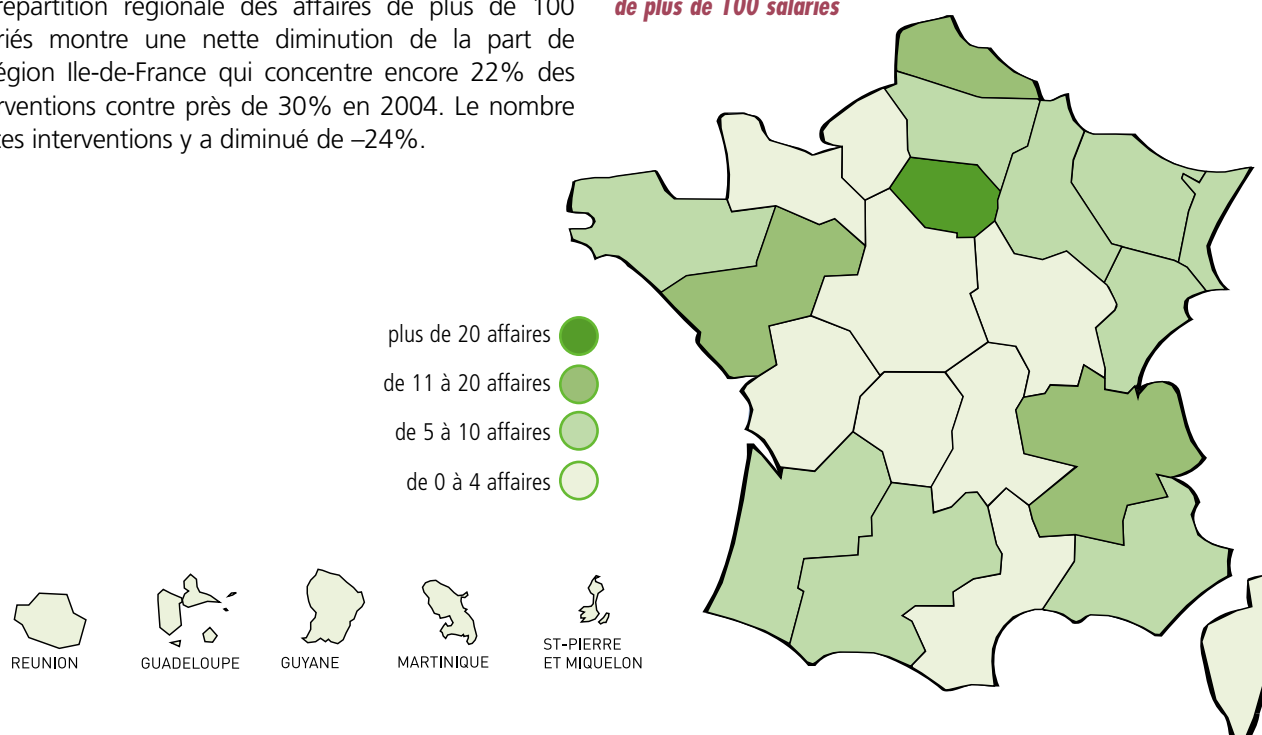 répartition régionale des affaires de plus de 100
riés montre une nette diminution de la part de
égion Ile-de-France qui concentre encore 22% des
rventions contre près de 30% en 2004. Le nombre
ces interventions y a diminué de –24%.
de plus de 100 salariés
plus de 20 affaires
de 11 à 20 affaires
de 5 à 10 affaires
de 0 à 4 affaires
REUNION
GUADELOUPE
GUYANE
MARTINIQUE
ST-PIERRE
ET MIQUELON